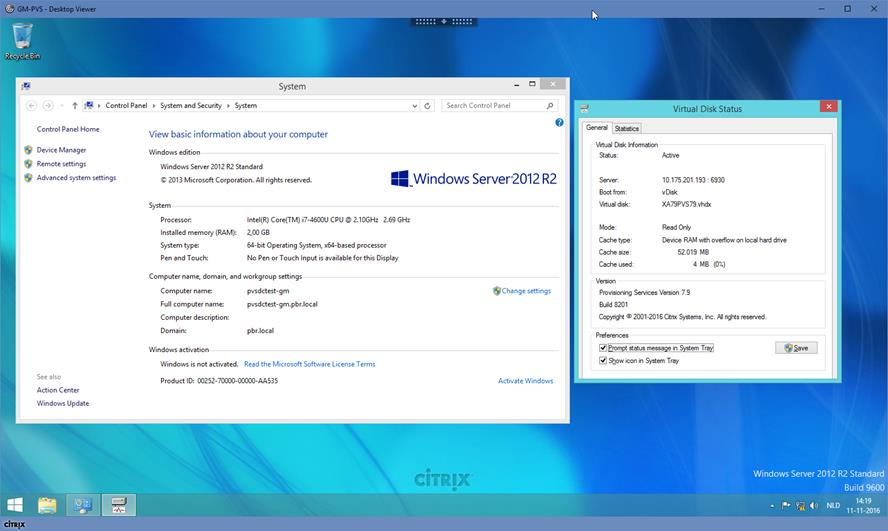 GM-PVS - Desktop Viewer
Recycle Bin
System
Control Panel System and Security System
Search Control Panel
Control Panel Home
Device Manager
Remote settings
Advanced system settings
View basic information about your computer
Windows edition
Windows Server 2012 R2 Standard
© 2013 Microsoft Corporation. All rights reserved.
Windows Server 2012 R2
System
Processor: Intel(R) Core(TM) i7-4600U CPU @ 2.10GHz 2.69 GHz
Installed memory (RAM): 2,00 GB
System type: 64-bit Operating System, x64-based processor
Pen and Touch: No Pen or Touch Input is available for this Display
Computer name, domain, and workgroup settings
Computer name: pvsdctest-gm
Change settings
Full computer name: pvsdctest-gm.pbr.local
Computer description:
Domain: pbr.local
Windows activation
Windows is not activated. Read the Microsoft Software License Terms
Product ID: 00252-70000-00000-AA535
Activate Windows
See also
Action Center
Windows Update
Virtual Disk Status
General Statistics
Virtual Disk Information
Status: Active
Server: 10.175.201.193 : 6930
Boot from: vDisk
Virtual disk: XA79PVS79.vhdx
Mode: Read Only
Cache type: Device RAM with overflow on local hard drive
Cache size: 52.019 MB
Cache used: 4 MB (0%)
Version
Provisioning Services Version 7.9
Build 8201
Copyright © 2001-2016 Citrix Systems, Inc. All rights reserved.
Preferences
Prompt status message in System Tray
Save
Show icon in System Tray
CITRIX
Windows Server 2012 R2 Standard
Build 9600
NLD
14:19
11-11-2016
CITRIX